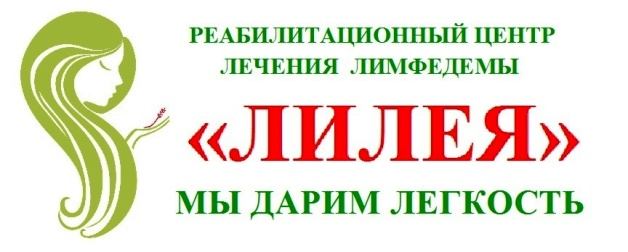 РЕАБИЛИТАЦИОННЫЙ ЦЕНТР
ЛЕЧЕНИЯ ЛИМФЕДЕМЫ
«ЛИЛЕЯ»
МЫ ДАРИМ ЛЕГКОСТЬ